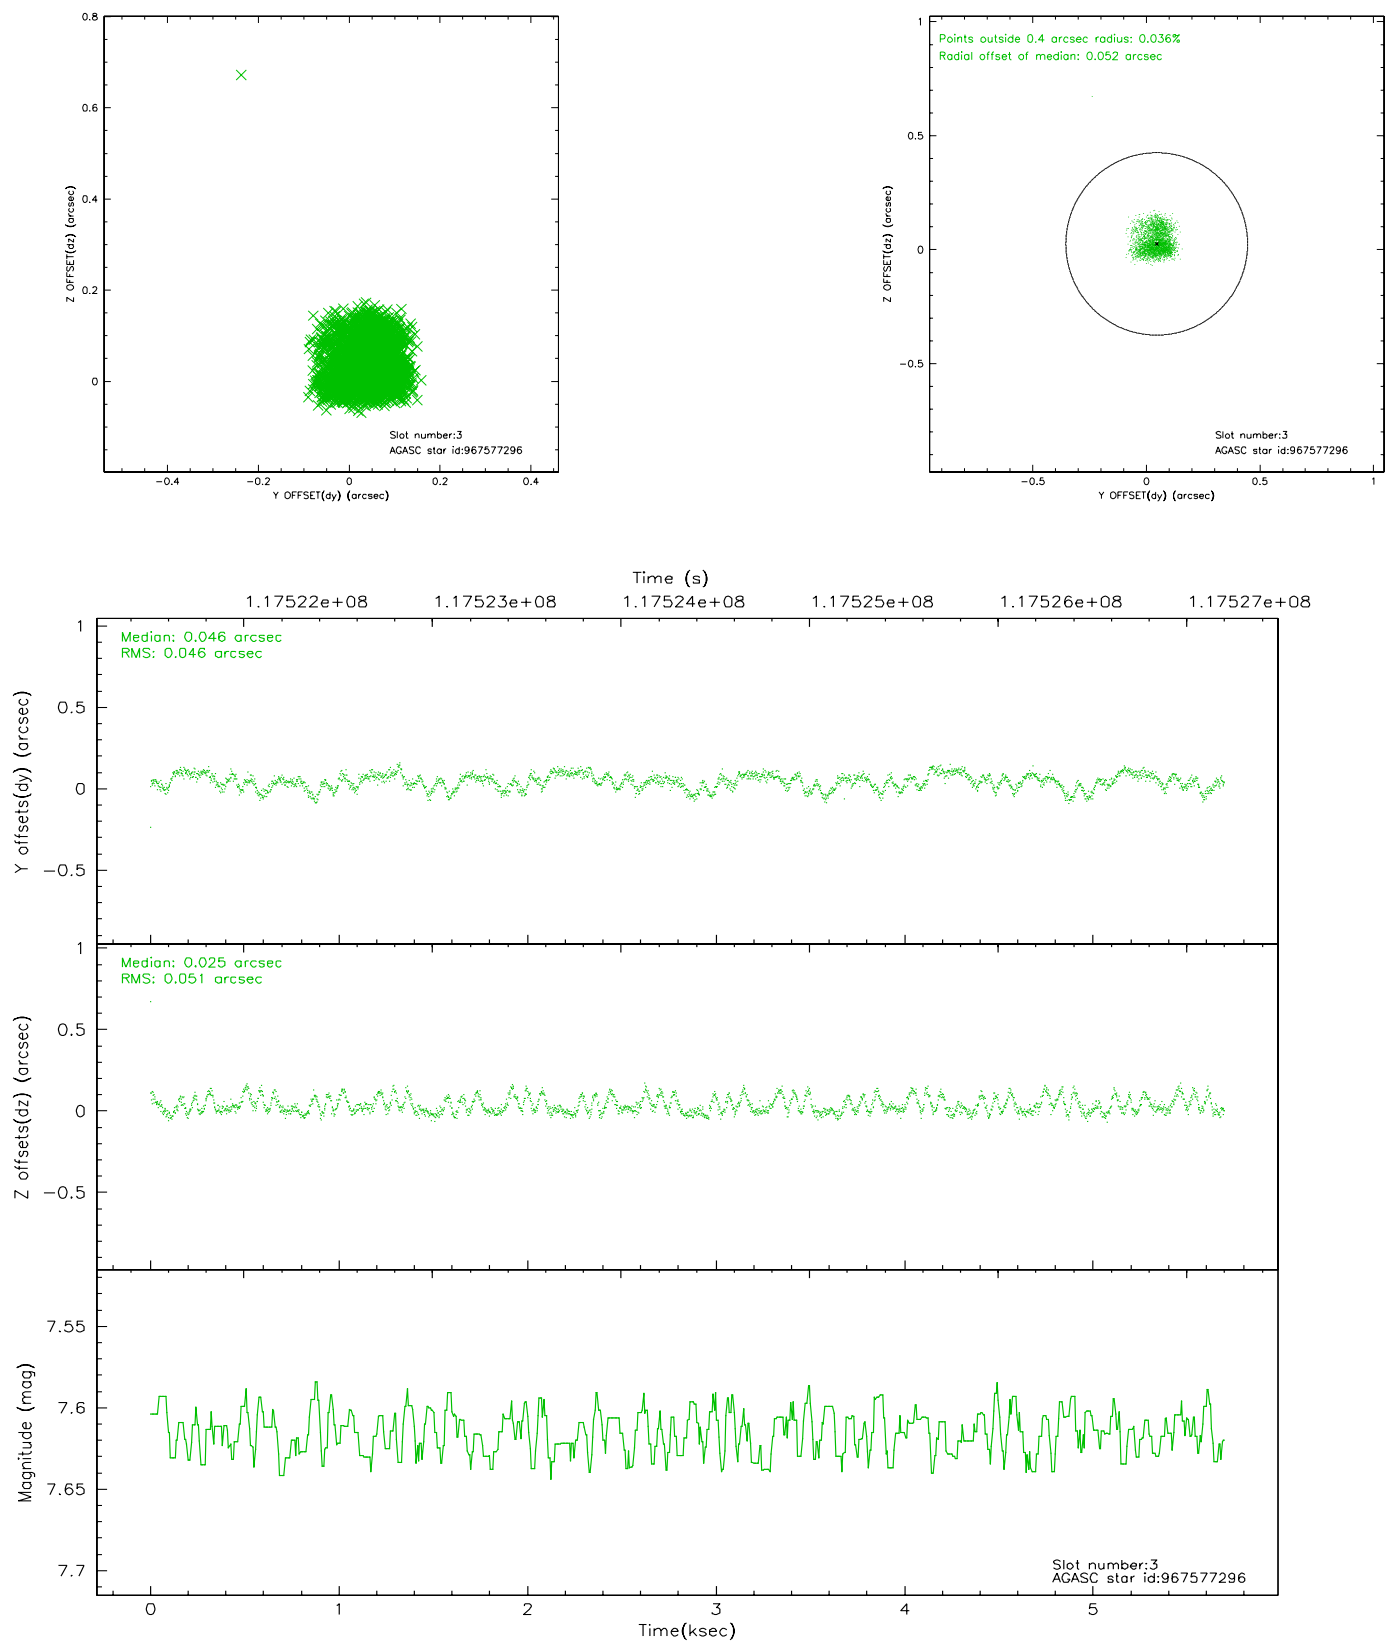 0.8
0.6
0.4
0.2
0
Z OFFSET(dz) (arcsec)
Slot number:3
AGASC star id:967577296
−0.4 −0.2 0 0.2 0.4
Y OFFSET(dy) (arcsec)
Points outside 0.4 arcsec radius: 0.036%
Radial offset of median: 0.052 arcsec
1
0.5
0
−0.5
Z OFFSET(dz) (arcsec)
Slot number:3
AGASC star id:967577296
−0.5 0 0.5 1
Y OFFSET(dy) (arcsec)
Time (s)
1.17522e+08 1.17523e+08 1.17524e+08 1.17525e+08 1.17526e+08 1.17527e+08
Median: 0.046 arcsec
RMS: 0.046 arcsec
1
0.5
0
−0.5
Y offsets(dy) (arcsec)
Median: 0.025 arcsec
RMS: 0.051 arcsec
1
0.5
0
−0.5
Z offsets(dz) (arcsec)
7.55
7.6
7.65
7.7
Magnitude (mag)
Slot number:3
AGASC star id:967577296
0 1 2 3 4 5
Time(ksec)